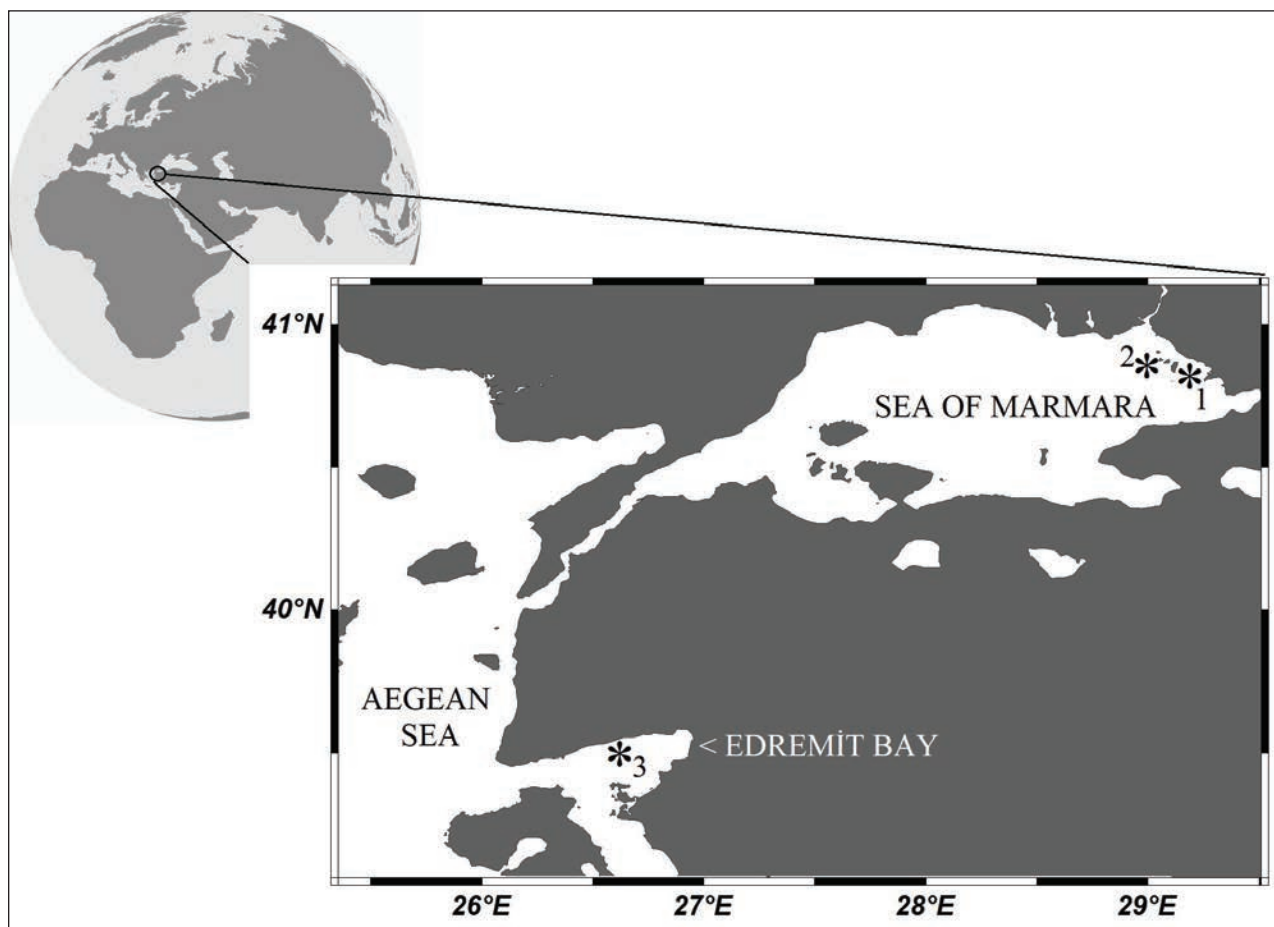 41°N
2
1
SEA OF MARMARA
40°N
AEGEAN
SEA
3
< EDREMİT BAY
26°E
27°E
28°E
29°E